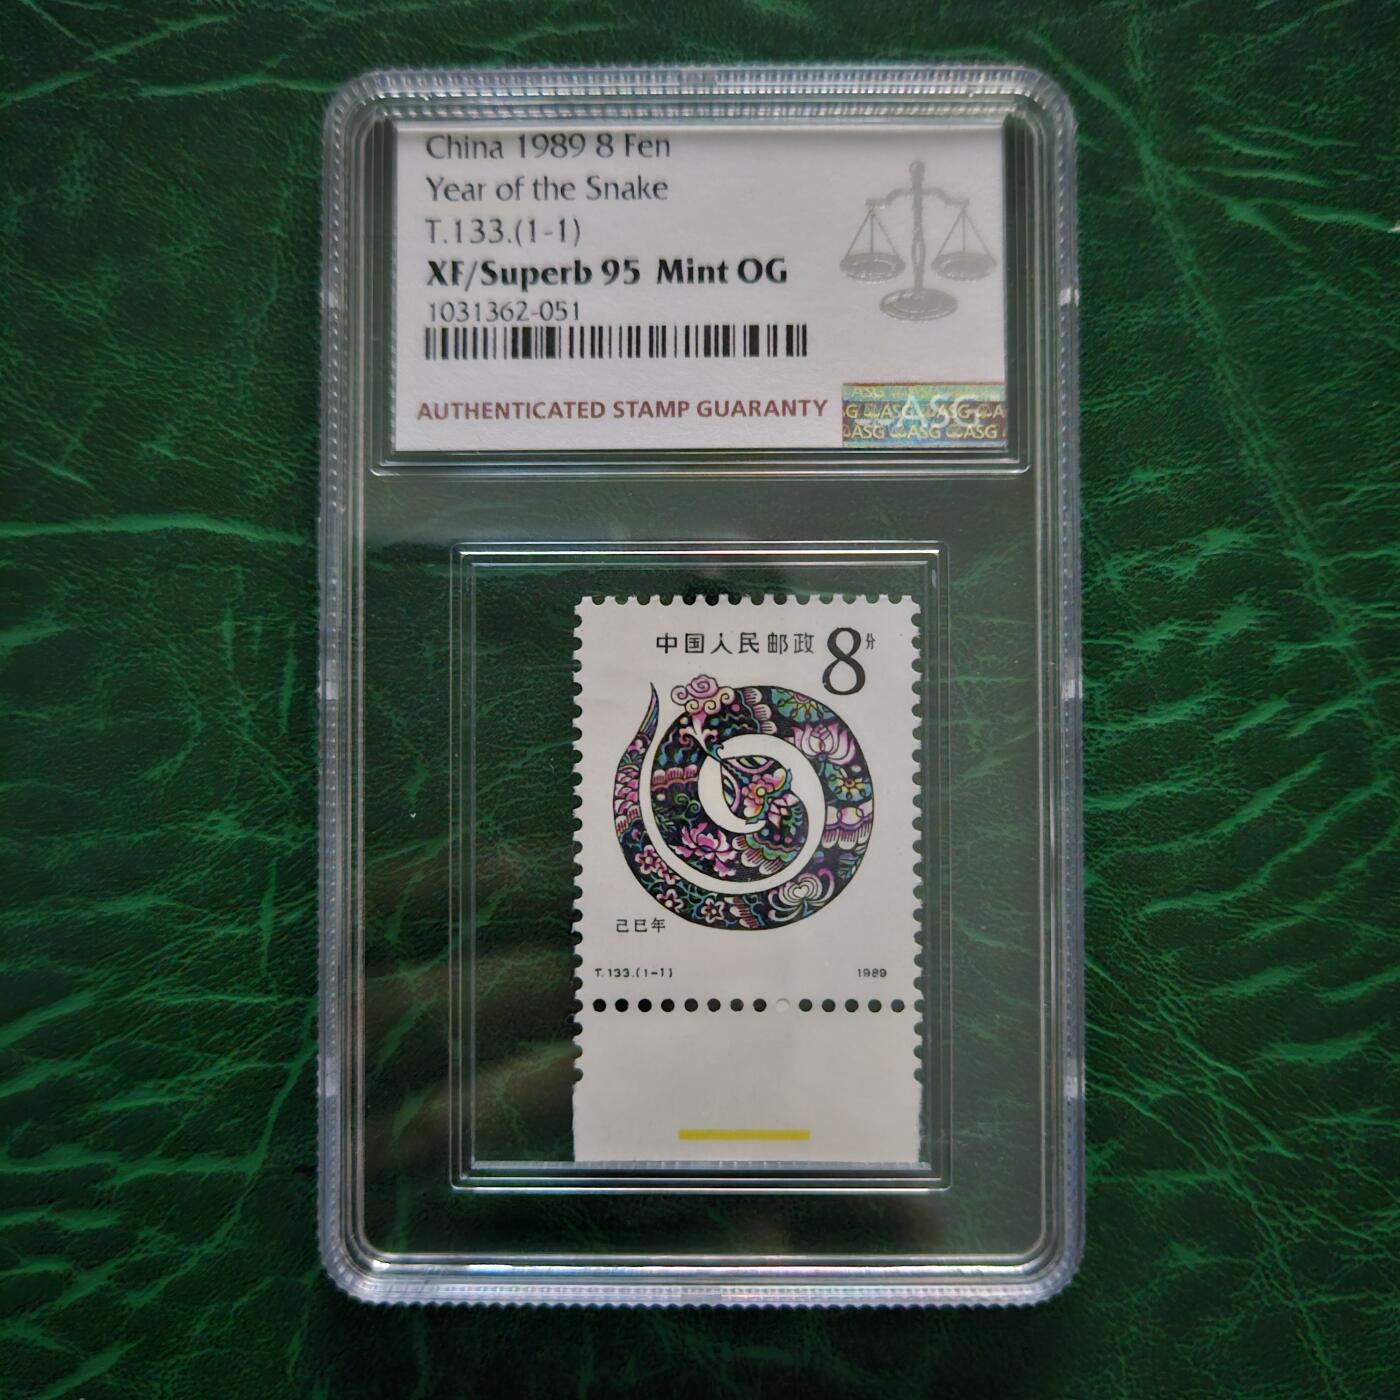 China 1989 8 Fen
Year of the Snake
T.133.(1-1)
XF/Superb 95 Mint OG
1031362-051
AUTHENTICATED STAMP GUARANTY
ASG
中国人民邮政 8分
己巳年
T.133.(1-1) 1989